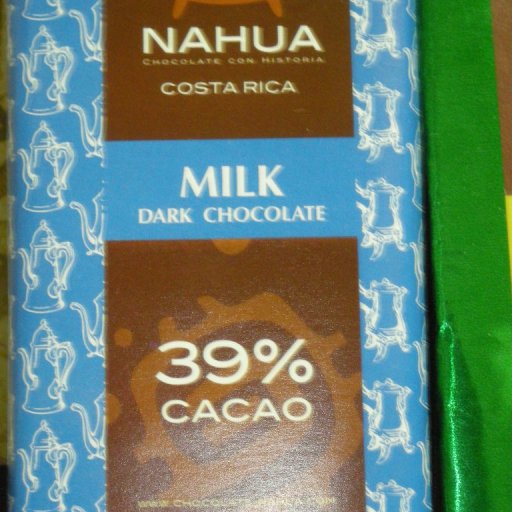 NAHUA
CHOCOLATE CON HISTORIA
COSTA RICA
MILK
DARK CHOCOLATE
39%
CACAO